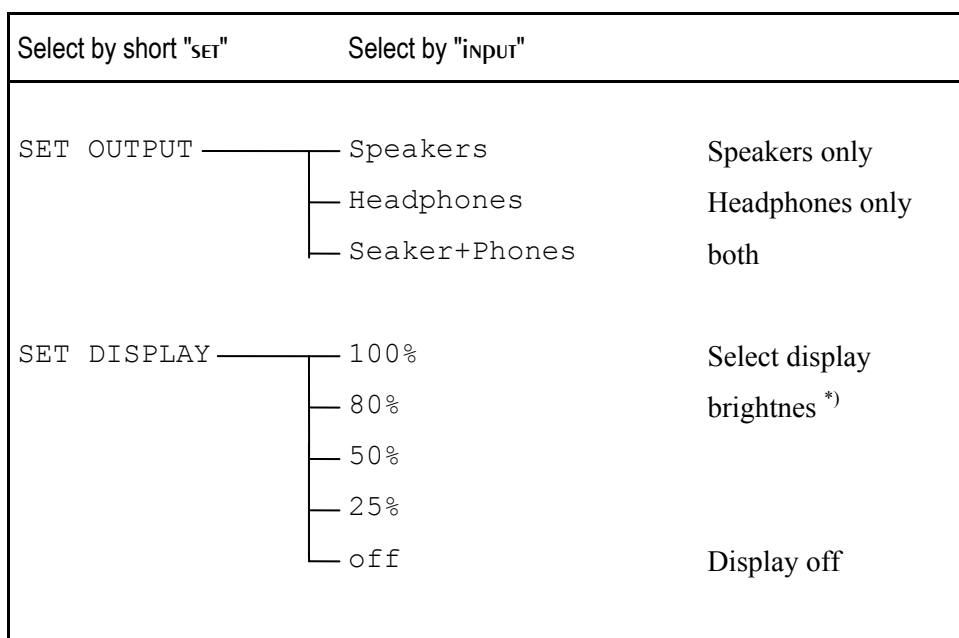 Select by short "SET" Select by "iNPUT"
SET OUTPUT Speakers Speakers only
Headphones Headphones only
Seaker+Phones both
SET DISPLAY 100% Select display
80% brightnes *)
50%
25%
off Display off